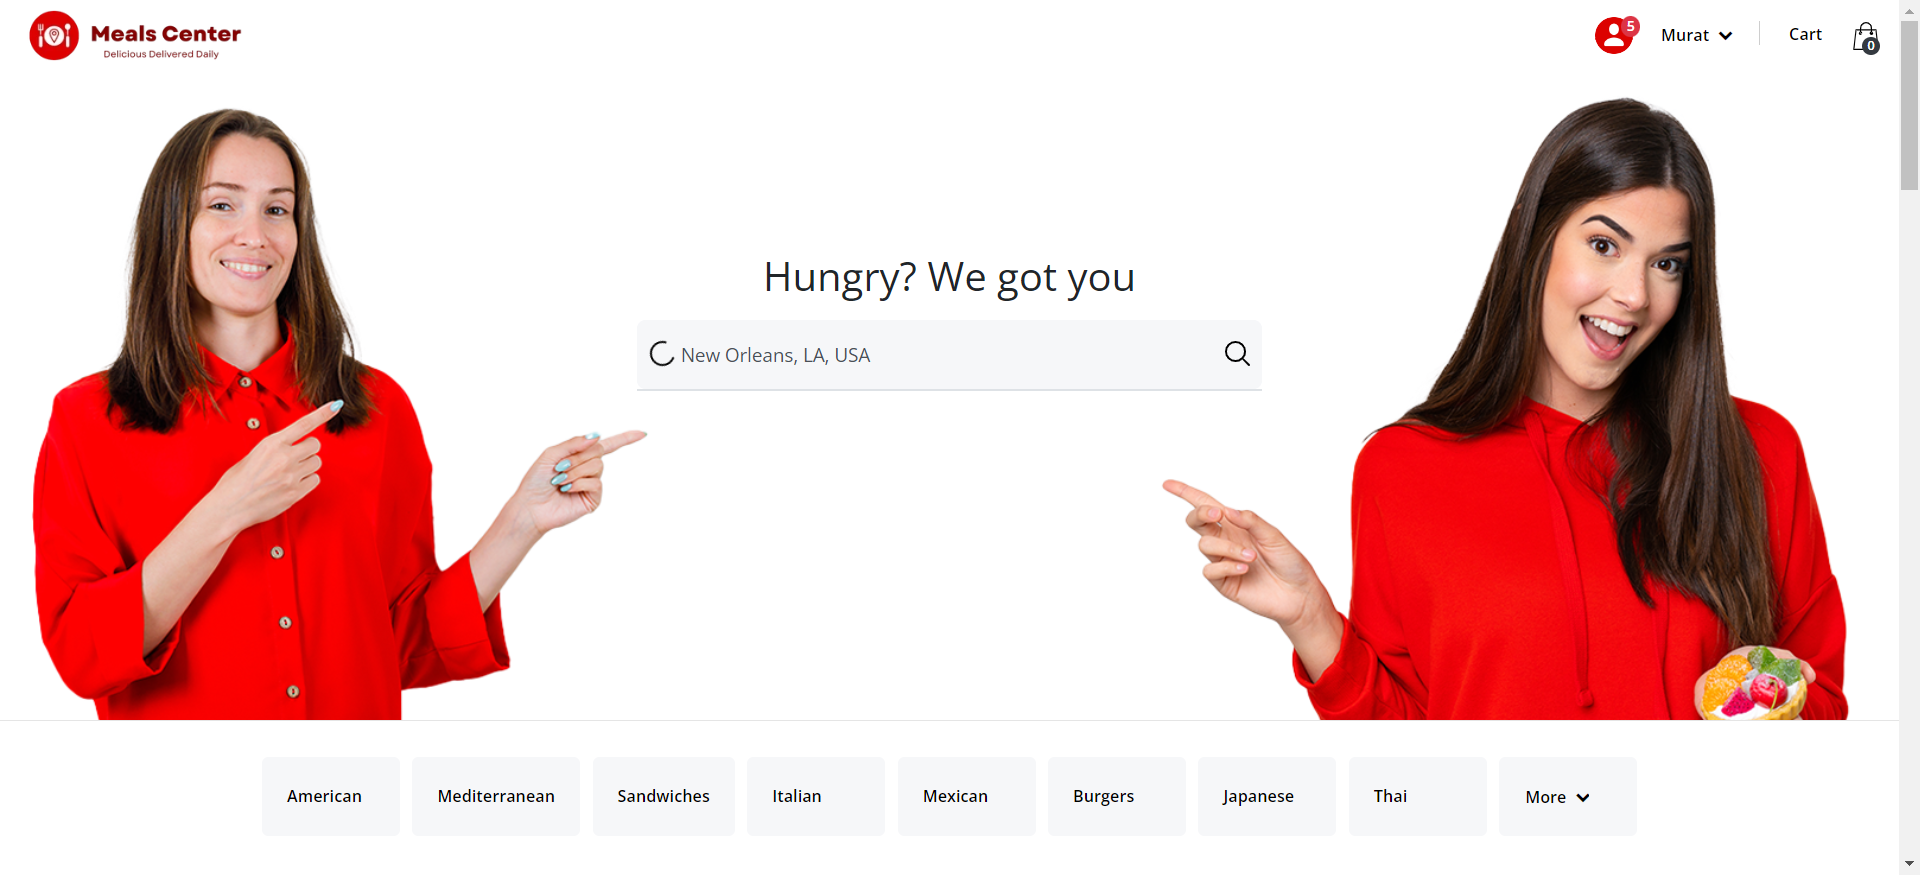 Meals Center
Delicious Delivered Daily
5
Murat
Cart
0
Hungry? We got you
New Orleans, LA, USA
American
Mediterranean
Sandwiches
Italian
Mexican
Burgers
Japanese
Thai
More